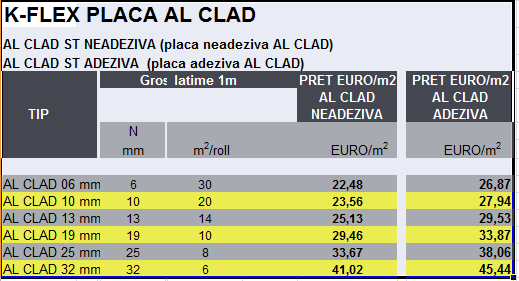 K-FLEX PLACA AL CLAD
AL CLAD ST NEADEZIVA (placa neadeziva AL CLAD)
AL CLAD ST ADEZIVA (placa adeziva AL CLAD)
TIP Gros latime 1m PRET EURO/m2 AL CLAD NEADEZIVA PRET EURO/m2 AL CLAD ADEZIVA
N mm m²/roll EURO/m² EURO/m²
AL CLAD 06 mm 6 30 22,48 26,87
AL CLAD 10 mm 10 20 23,56 27,94
AL CLAD 13 mm 13 14 25,13 29,53
AL CLAD 19 mm 19 10 29,46 33,87
AL CLAD 25 mm 25 8 33,67 38,06
AL CLAD 32 mm 32 6 41,02 45,44